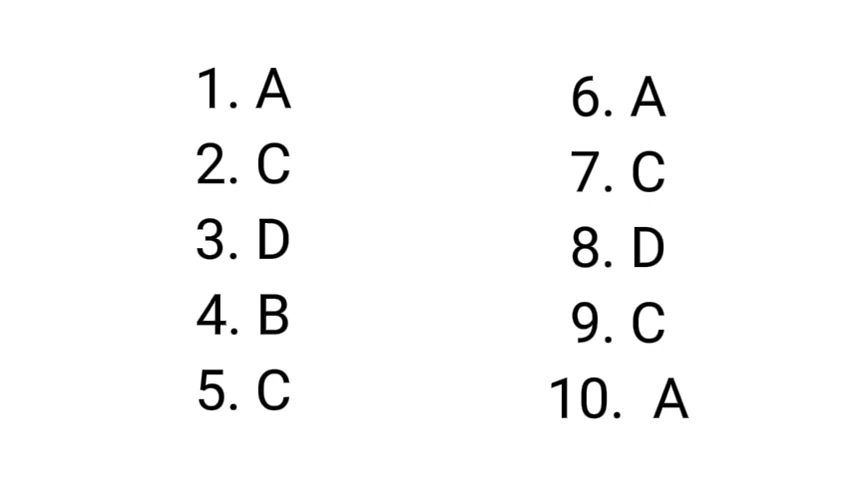 1. A
2. C
3. D
4. B
5. C
6. A
7. C
8. D
9. C
10. A